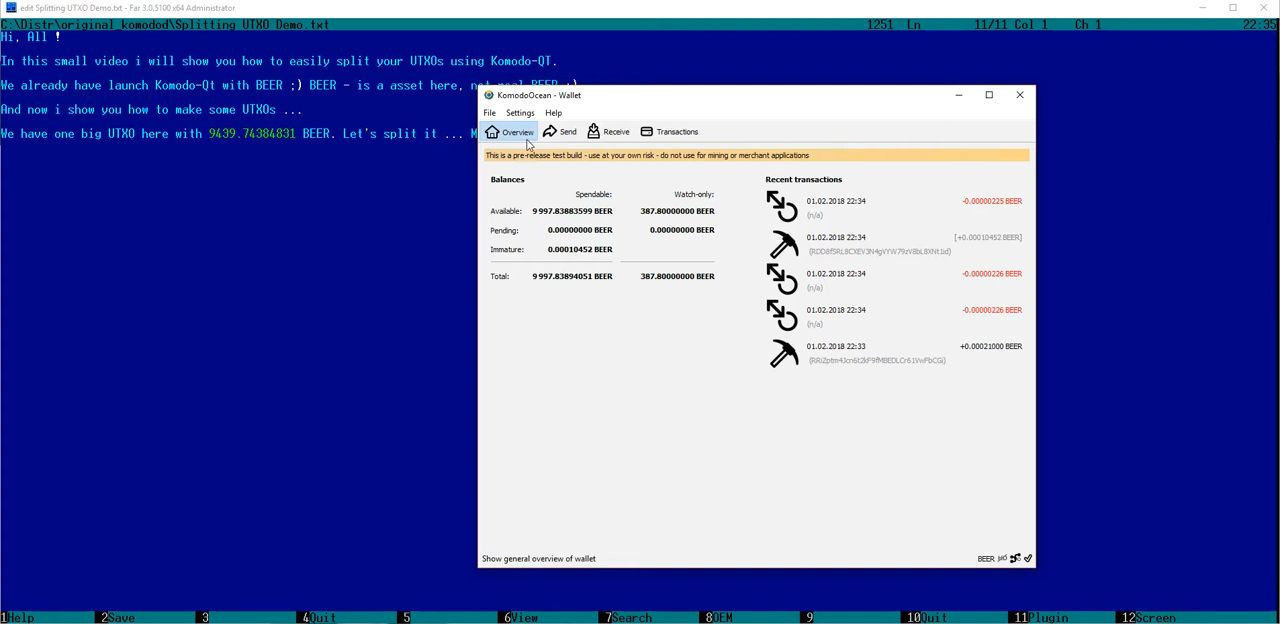 edit Splitting UTXO Demo.txt - Far 3.0.5100 x64 Administrator
C:\Distr\original_komodod\Splitting UTXO Demo.txt 1251 Ln 11/11 Col 1 Ch 1 22:35
Hi, All !
In this small video i will show you how to easily split your UTXOs using Komodo-QT.
We already have launch Komodo-Qt with BEER ;) BEER - is a asset here, not real BEER ;)
And now i show you how to make some UTXOs ...
We have one big UTXO here with 9439.74384831 BEER. Let's split it ... M
KomodoOcean - Wallet
File Settings Help
Overview Send Receive Transactions
This is a pre-release test build - use at your own risk - do not use for mining or merchant applications
Balances
Spendable: Watch-only:
Available: 9 997.83883599 BEER 387.80000000 BEER
Pending: 0.00000000 BEER 0.00000000 BEER
Immature: 0.00010452 BEER
Total: 9 997.83894051 BEER 387.80000000 BEER
Recent transactions
01.02.2018 22:34 -0.00000225 BEER
(n/a)
01.02.2018 22:34 [+0.00010452 BEER]
01.02.2018 22:34 -0.00000226 BEER
(n/a)
01.02.2018 22:34 -0.00000226 BEER
(n/a)
01.02.2018 22:33 +0.00021000 BEER
Show general overview of wallet
BEER
1Help 2Save 3 4Quit 5 6View 7Search 8OEM 9 10Quit 11Plugin 12Screen